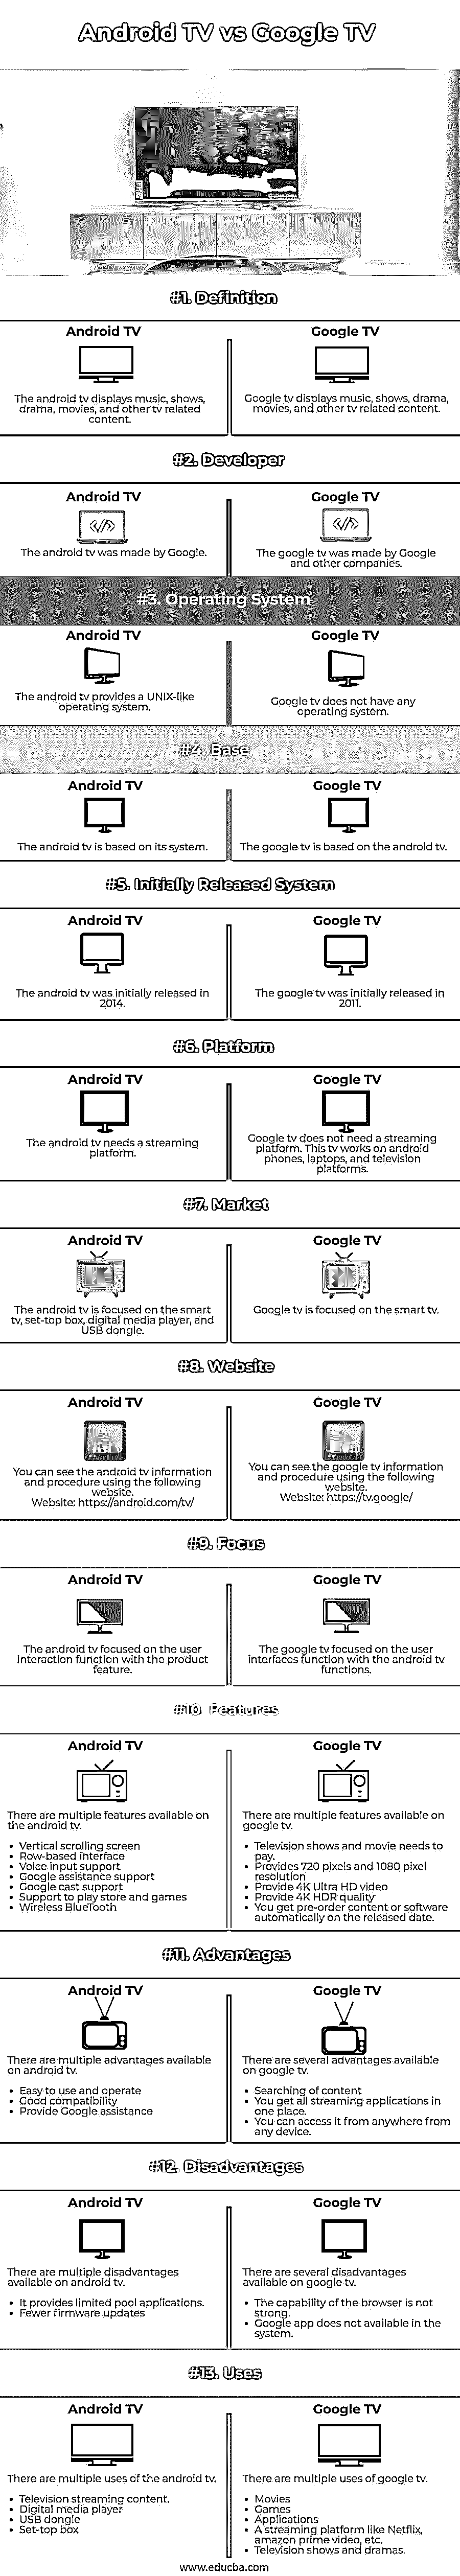 Android TV vs Google TV
#1. Definition
Android TV
The android tv displays music, shows,
drama, movies, and other tv related
content.
Google TV
Google tv displays music, shows, drama,
movies, and other tv related content.
#2. Developer
Android TV
The android tv was made by Google.
Google TV
The google tv was made by Google
and other companies.
#3. Operating System
Android TV
The android tv provides a UNIX-like
operating system.
Google TV
Google tv does not have any
operating system.
#4. Base
Android TV
The android tv is based on its system.
Google TV
The google tv is based on the android tv.
#5. Initially Released System
Android TV
The android tv was initially released in
2014.
Google TV
The google tv was initially released in
2011.
#6. Platform
Android TV
The android tv needs a streaming
platform.
Google TV
Google tv does not need a streaming
platform. This tv works on android
phones, laptops, and television
platforms.
#7. Market
Android TV
The android tv is focused on the smart
tv, set-top box, digital media player, and
USB dongle.
Google TV
Google tv is focused on the smart tv.
#8. Website
Android TV
You can see the android tv information
and procedure using the following
website.
Website: https://android.com/tv/
Google TV
You can see the google tv information
and procedure using the following
website.
Website: https://tv.google/
#9. Focus
Android TV
The android tv focused on the user
interaction function with the product
feature.
Google TV
The google tv focused on the user
interfaces function with the android tv
functions.
#10. Features
Android TV
There are multiple features available on
the android tv.
• Vertical scrolling screen
• Row-based interface
• Voice input support
• Google assistance support
• Google cast support
• Support to play store and games
• Wireless BlueTooth
Google TV
There are multiple features available on
google tv.
• Television shows and movie needs to
pay.
• Provides 720 pixels and 1080 pixel
resolution
• Provide 4K Ultra HD video
• Provide 4K HDR quality
• You get pre-order content or software
automatically on the released date.
#11. Advantages
Android TV
There are multiple advantages available
on android tv.
• Easy to use and operate
• Good compatibility
• Provide Google assistance
Google TV
There are several advantages available
on google tv.
• Searching of content
• You get all streaming applications in
one place.
• You can access it from anywhere from
any device.
#12. Disadvantages
Android TV
There are multiple disadvantages
available on android tv.
• It provides limited pool applications.
• Fewer firmware updates
Google TV
There are several disadvantages
available on google tv.
• The capability of the browser is not
strong.
• Google app does not available in the
system.
#13. Uses
Android TV
There are multiple uses of the android tv.
• Television streaming content.
• Digital media player
• USB dongle
• Set-top box
Google TV
There are multiple uses of google tv.
• Movies
• Games
• Applications
• A streaming platform like Netflix,
amazon prime video, etc.
• Television shows and dramas.
www.educba.com